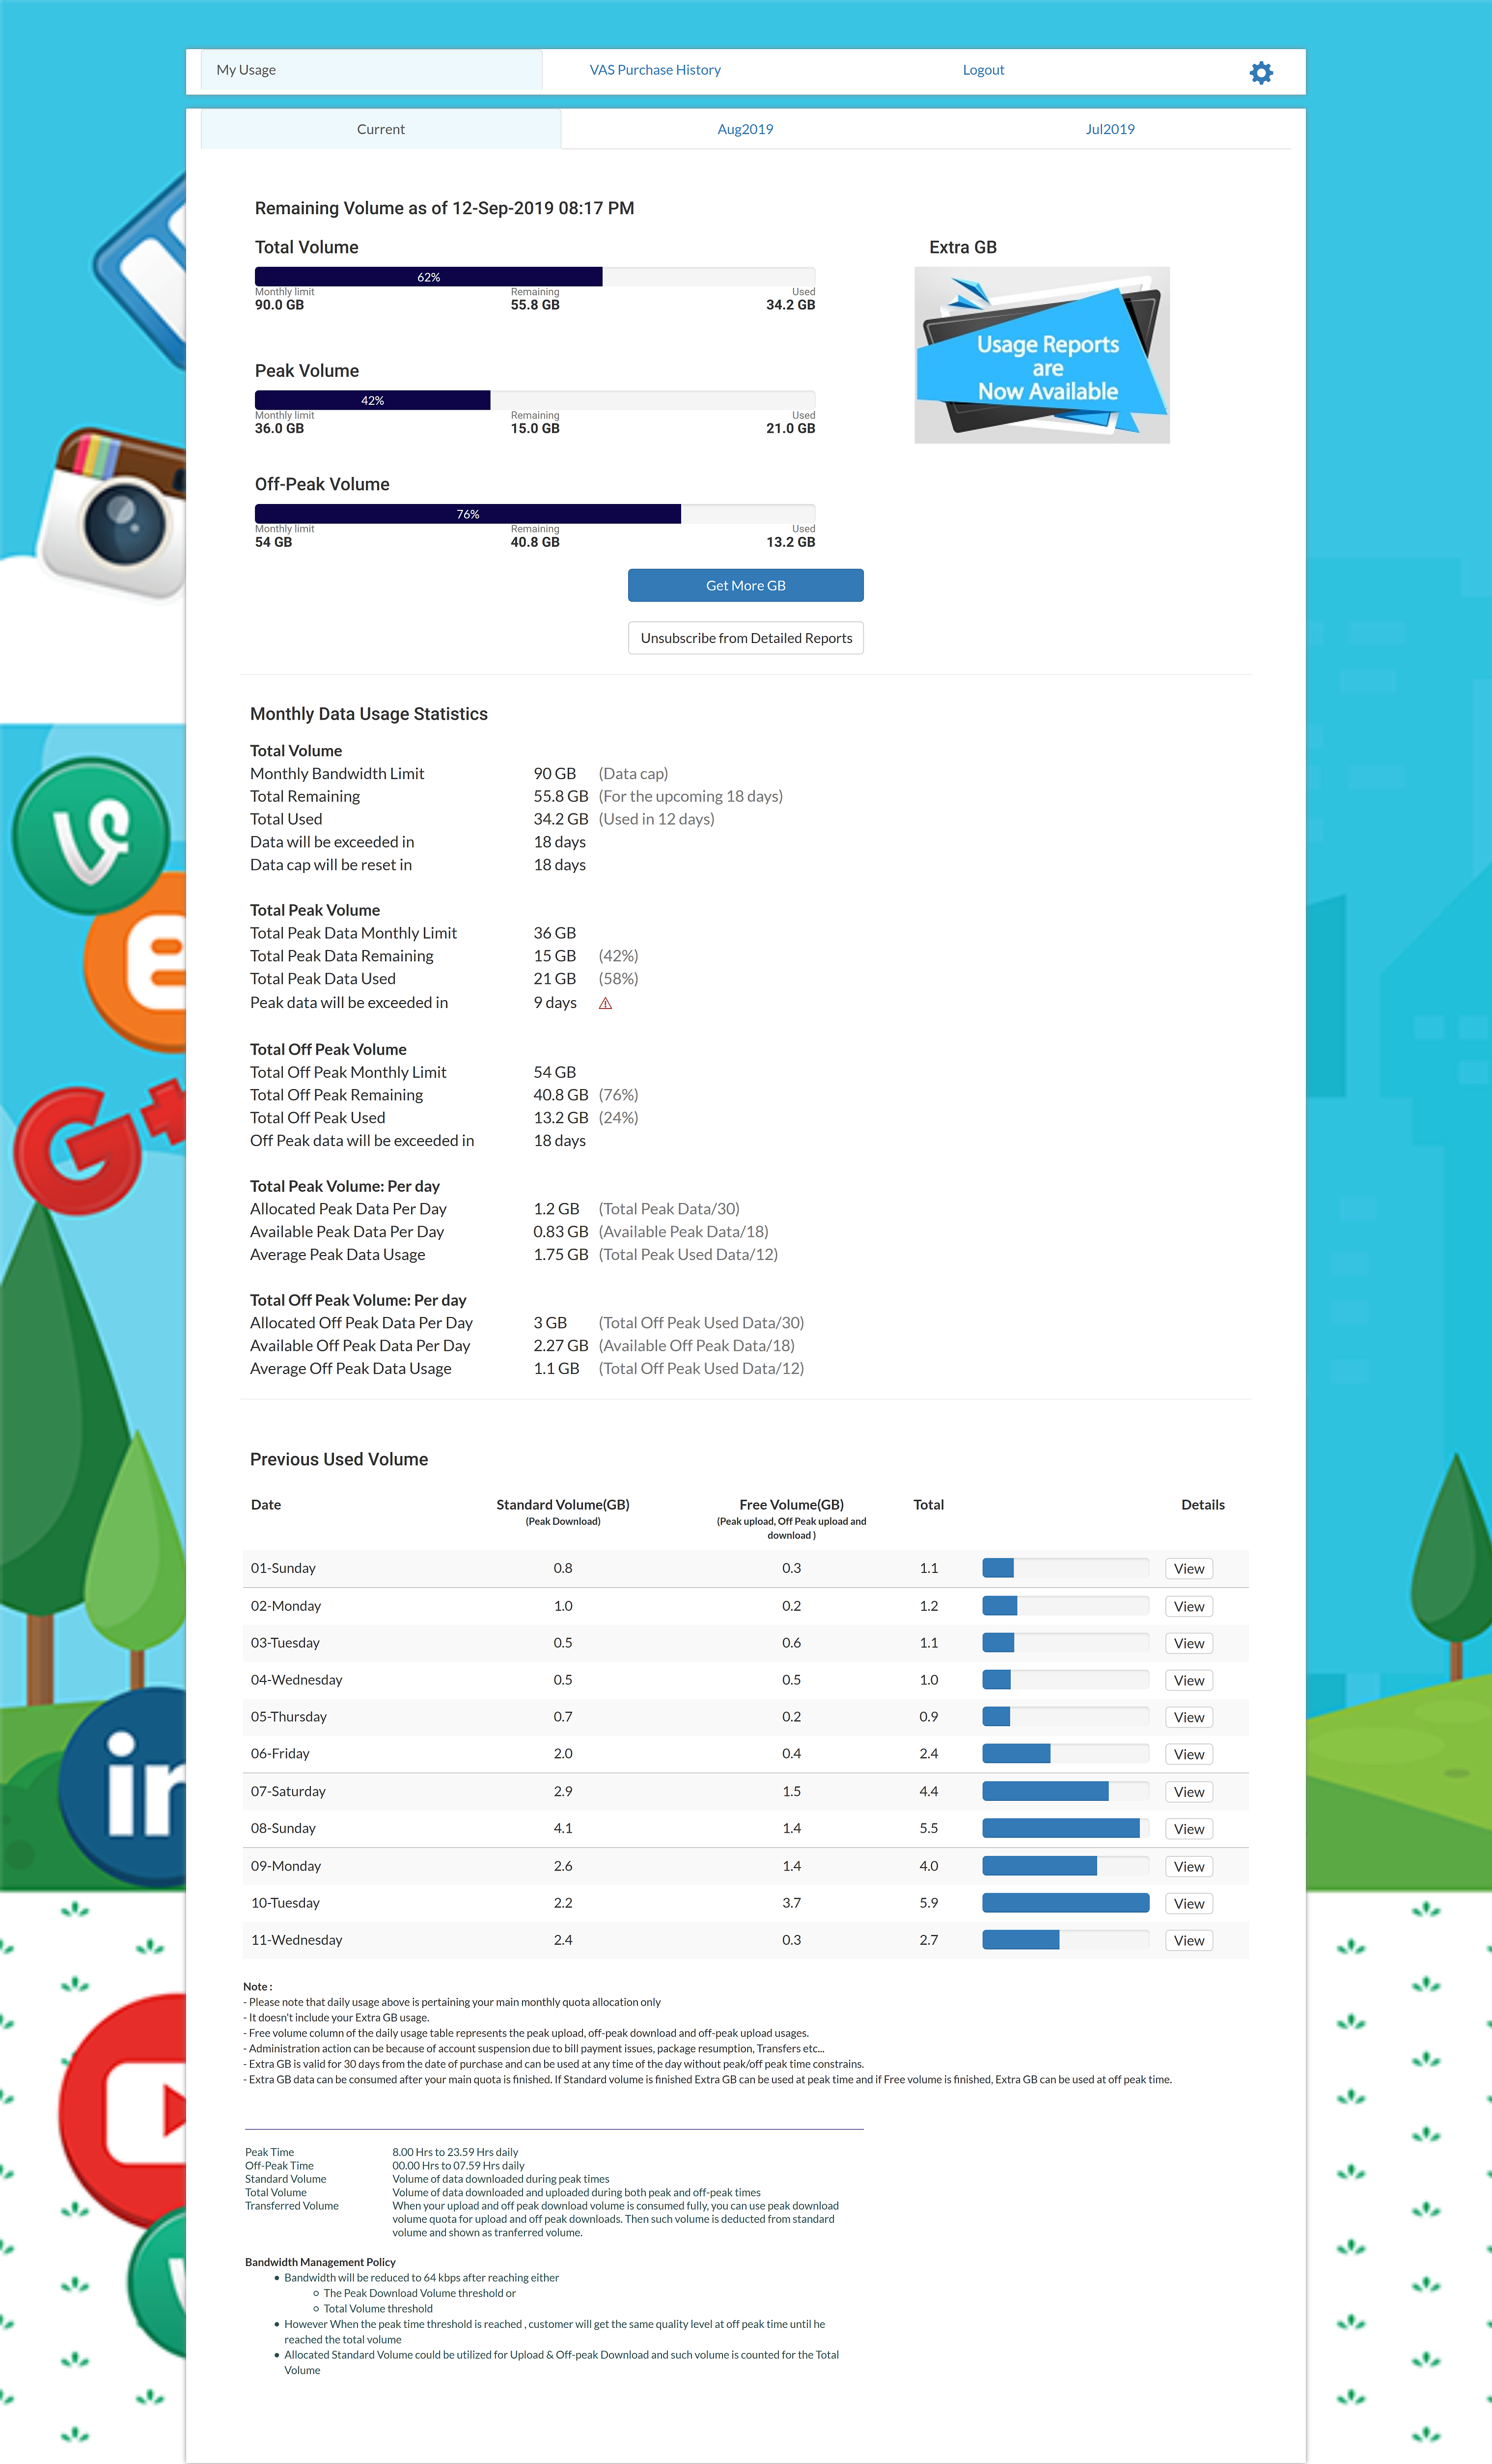 My Usage VAS Purchase History Logout
Current Aug2019 Jul2019
Remaining Volume as of 12-Sep-2019 08:17 PM
Total Volume Extra GB
62%
Monthly limit Remaining Used
90.0 GB 55.8 GB 34.2 GB
Usage Reports
are
Now Available
Peak Volume
42%
Monthly limit Remaining Used
36.0 GB 15.0 GB 21.0 GB
Off-Peak Volume
76%
Monthly limit Remaining Used
54 GB 40.8 GB 13.2 GB
Get More GB
Unsubscribe from Detailed Reports
Monthly Data Usage Statistics
Total Volume
Monthly Bandwidth Limit 90 GB (Data cap)
Total Remaining 55.8 GB (For the upcoming 18 days)
Total Used 34.2 GB (Used in 12 days)
Data will be exceeded in 18 days
Data cap will be reset in 18 days
Total Peak Volume
Total Peak Data Monthly Limit 36 GB
Total Peak Data Remaining 15 GB (42%)
Total Peak Data Used 21 GB (58%)
Peak data will be exceeded in 9 days
Total Off Peak Volume
Total Off Peak Monthly Limit 54 GB
Total Off Peak Remaining 40.8 GB (76%)
Total Off Peak Used 13.2 GB (24%)
Off Peak data will be exceeded in 18 days
Total Peak Volume: Per day
Allocated Peak Data Per Day 1.2 GB (Total Peak Data/30)
Available Peak Data Per Day 0.83 GB (Available Peak Data/18)
Average Peak Data Usage 1.75 GB (Total Peak Used Data/12)
Total Off Peak Volume: Per day
Allocated Off Peak Data Per Day 3 GB (Total Off Peak Used Data/30)
Available Off Peak Data Per Day 2.27 GB (Available Off Peak Data/18)
Average Off Peak Data Usage 1.1 GB (Total Off Peak Used Data/12)
Previous Used Volume
Date Standard Volume(GB) Free Volume(GB) Total Details
(Peak Download) (Peak upload, Off Peak upload and
download )
01-Sunday 0.8 0.3 1.1 View
02-Monday 1.0 0.2 1.2 View
03-Tuesday 0.5 0.6 1.1 View
04-Wednesday 0.5 0.5 1.0 View
05-Thursday 0.7 0.2 0.9 View
06-Friday 2.0 0.4 2.4 View
07-Saturday 2.9 1.5 4.4 View
08-Sunday 4.1 1.4 5.5 View
09-Monday 2.6 1.4 4.0 View
10-Tuesday 2.2 3.7 5.9 View
11-Wednesday 2.4 0.3 2.7 View
Note :
- Please note that daily usage above is pertaining your main monthly quota allocation only
- It doesn't include your Extra GB usage.
- Free volume column of the daily usage table represents the peak upload, off-peak download and off-peak upload usages.
- Administration action can be because of account suspension due to bill payment issues, package resumption, Transfers etc...
- Extra GB is valid for 30 days from the date of purchase and can be used at any time of the day without peak/off peak time constrains.
- Extra GB data can be consumed after your main quota is finished. If Standard volume is finished Extra GB can be used at peak time and if Free volume is finished, Extra GB can be used at off peak time.
Peak Time 8.00 Hrs to 23.59 Hrs daily
Off-Peak Time 00.00 Hrs to 07.59 Hrs daily
Standard Volume Volume of data downloaded during peak times
Total Volume Volume of data downloaded and uploaded during both peak and off-peak times
Transferred Volume When your upload and off peak download volume is consumed fully, you can use peak download
volume quota for upload and off peak downloads. Then such volume is deducted from standard
volume and shown as tranferred volume.
Bandwidth Management Policy
• Bandwidth will be reduced to 64 kbps after reaching either
○ The Peak Download Volume threshold or
○ Total Volume threshold
• However When the peak time threshold is reached , customer will get the same quality level at off peak time until he
reached the total volume
• Allocated Standard Volume could be utilized for Upload & Off-peak Download and such volume is counted for the Total
Volume
G+
in